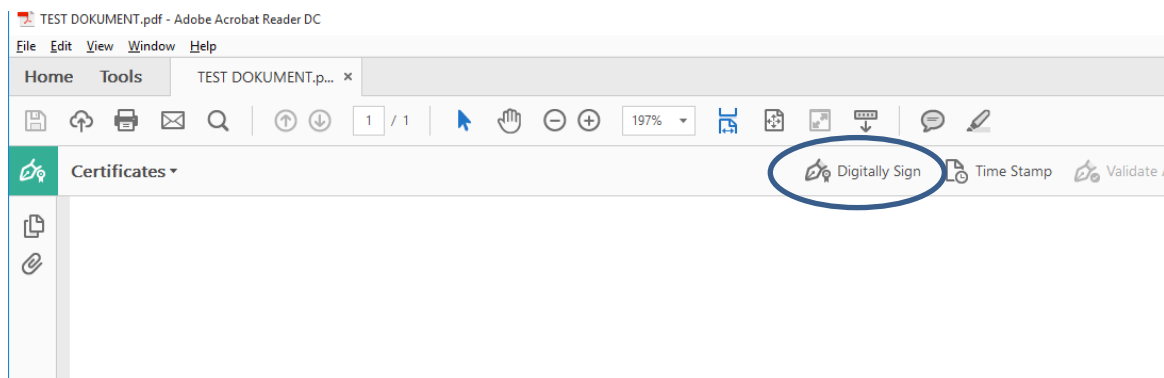 TEST DOKUMENT.pdf - Adobe Acrobat Reader DC
File Edit View Window Help
Home Tools TEST DOKUMENT.p... ×
1 / 1 197%
Certificates Digitally Sign Time Stamp Validate